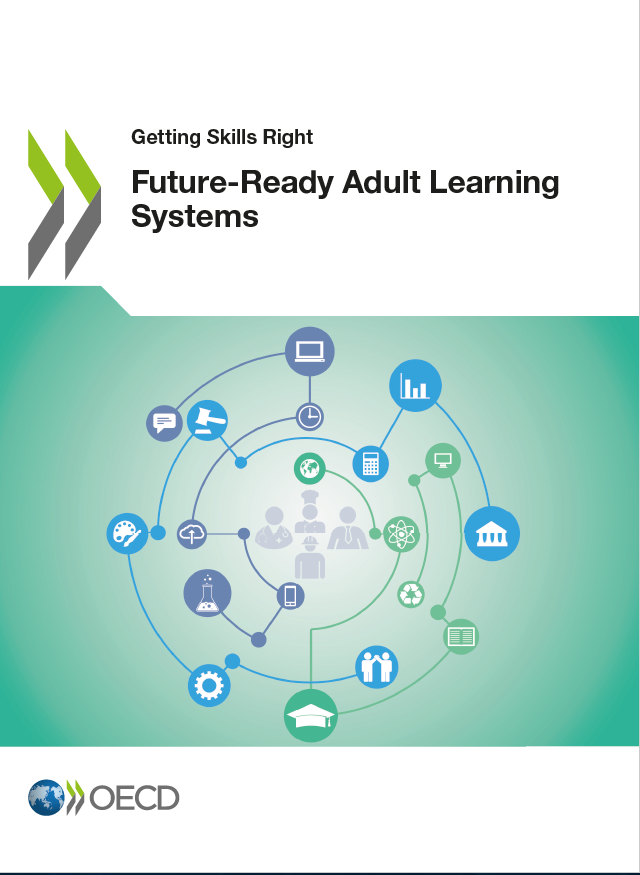 Getting Skills Right
Future-Ready Adult Learning
Systems
OECD